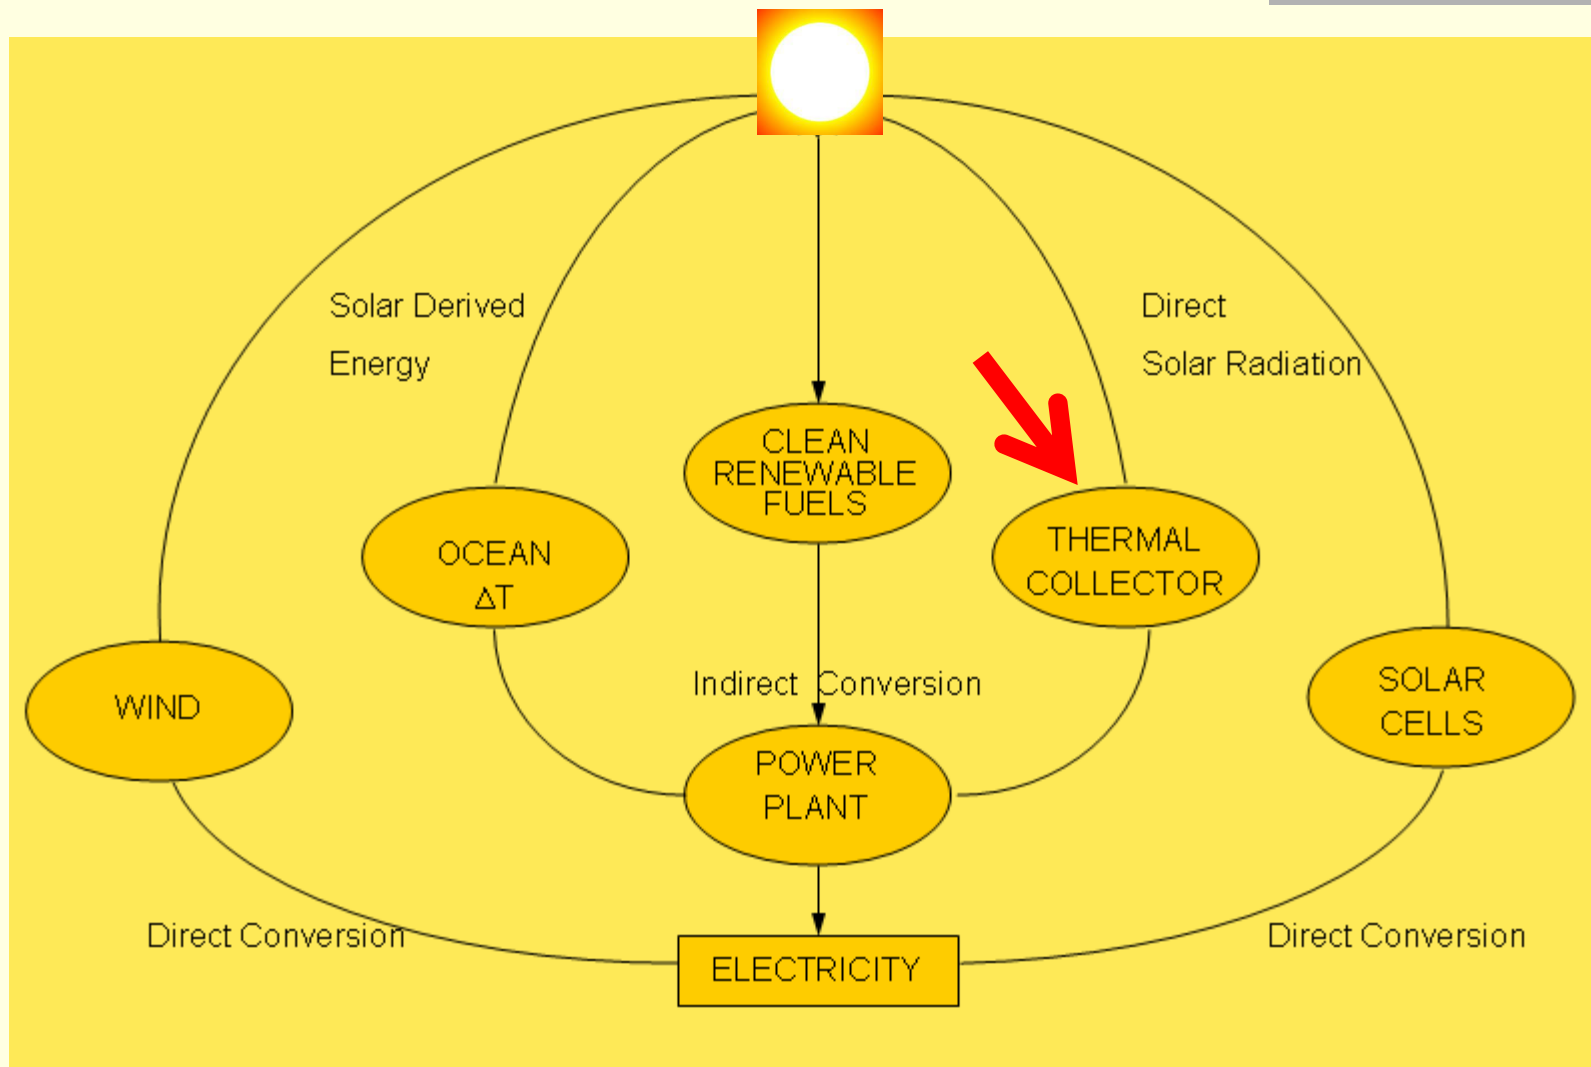 Solar Derived
Energy
Direct
Solar Radiation
CLEAN
RENEWABLE
FUELS
OCEAN
ΔT
THERMAL
COLLECTOR
Indirect Conversion
WIND
SOLAR
CELLS
POWER
PLANT
Direct Conversion
Direct Conversion
ELECTRICITY